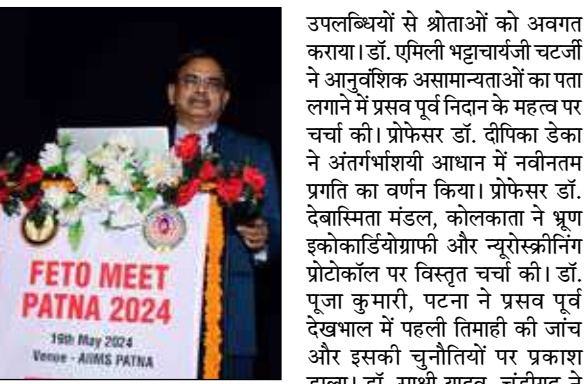 FETO MEET
PATNA 2024
19th May 2024
Venue - AIIMS PATNA
उपलब्धियों से श्रोताओं को अवगत
कराया। डॉ. एमिली भट्टाचार्यजी चटर्जी
ने आनुवंशिक असामान्यताओं का पता
लगाने में प्रसव पूर्व निदान के महत्व पर
चर्चा की। प्रोफेसर डॉ. दीपिका डेका
ने अंतर्गर्भाशयी आधान में नवीनतम
प्रगति का वर्णन किया। प्रोफेसर डॉ.
देबास्मिता मंडल, कोलकाता ने भ्रूण
इकोकार्डियोग्राफी और न्यूरोस्क्रीनिंग
प्रोटोकॉल पर विस्तृत चर्चा की। डॉ.
पूजा कुमारी, पटना ने प्रसव पूर्व
देखभाल में पहली तिमाही की जांच
और इसकी चुनौतियों पर प्रकाश
डाला। डॉ. यादव, चंडीगढ़ ने